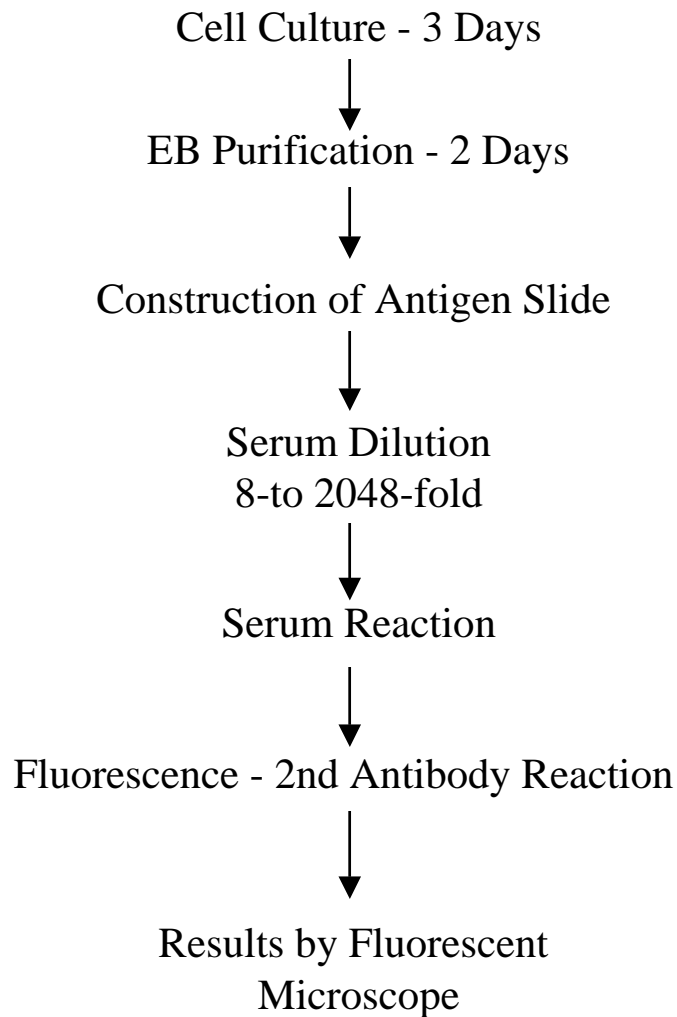 Cell Culture - 3 Days
EB Purification - 2 Days
Construction of Antigen Slide
Serum Dilution
8-to 2048-fold
Serum Reaction
Fluorescence - 2nd Antibody Reaction
Results by Fluorescent
Microscope